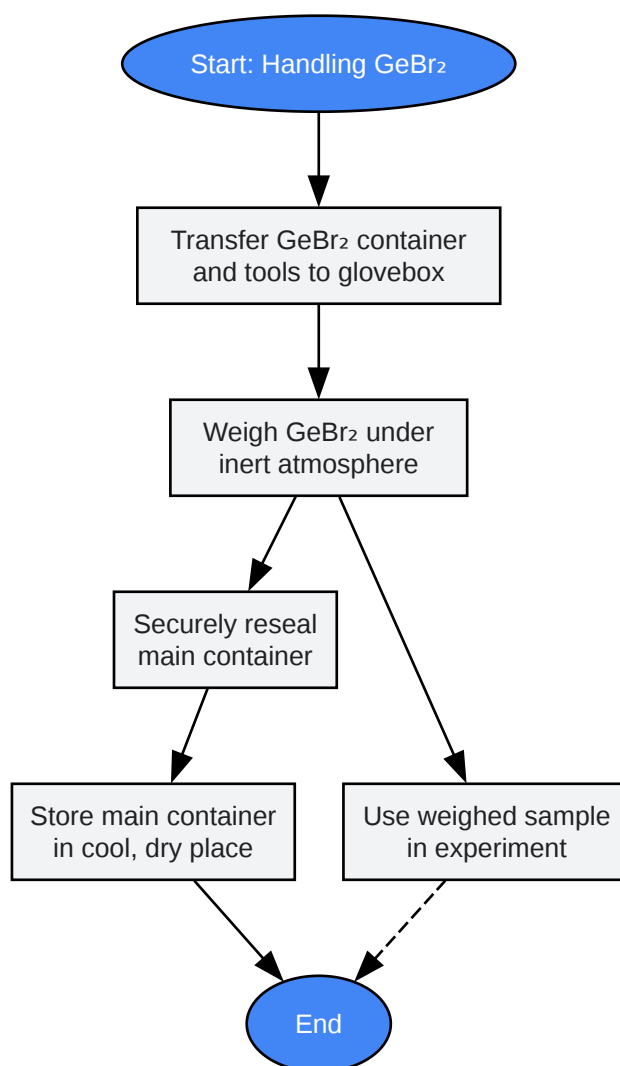 Start: Handling GeBr₂
Transfer GeBr₂ container
and tools to glovebox
Weigh GeBr₂ under
inert atmosphere
Securely reseal
main container
Store main container
in cool, dry place
Use weighed sample
in experiment
End